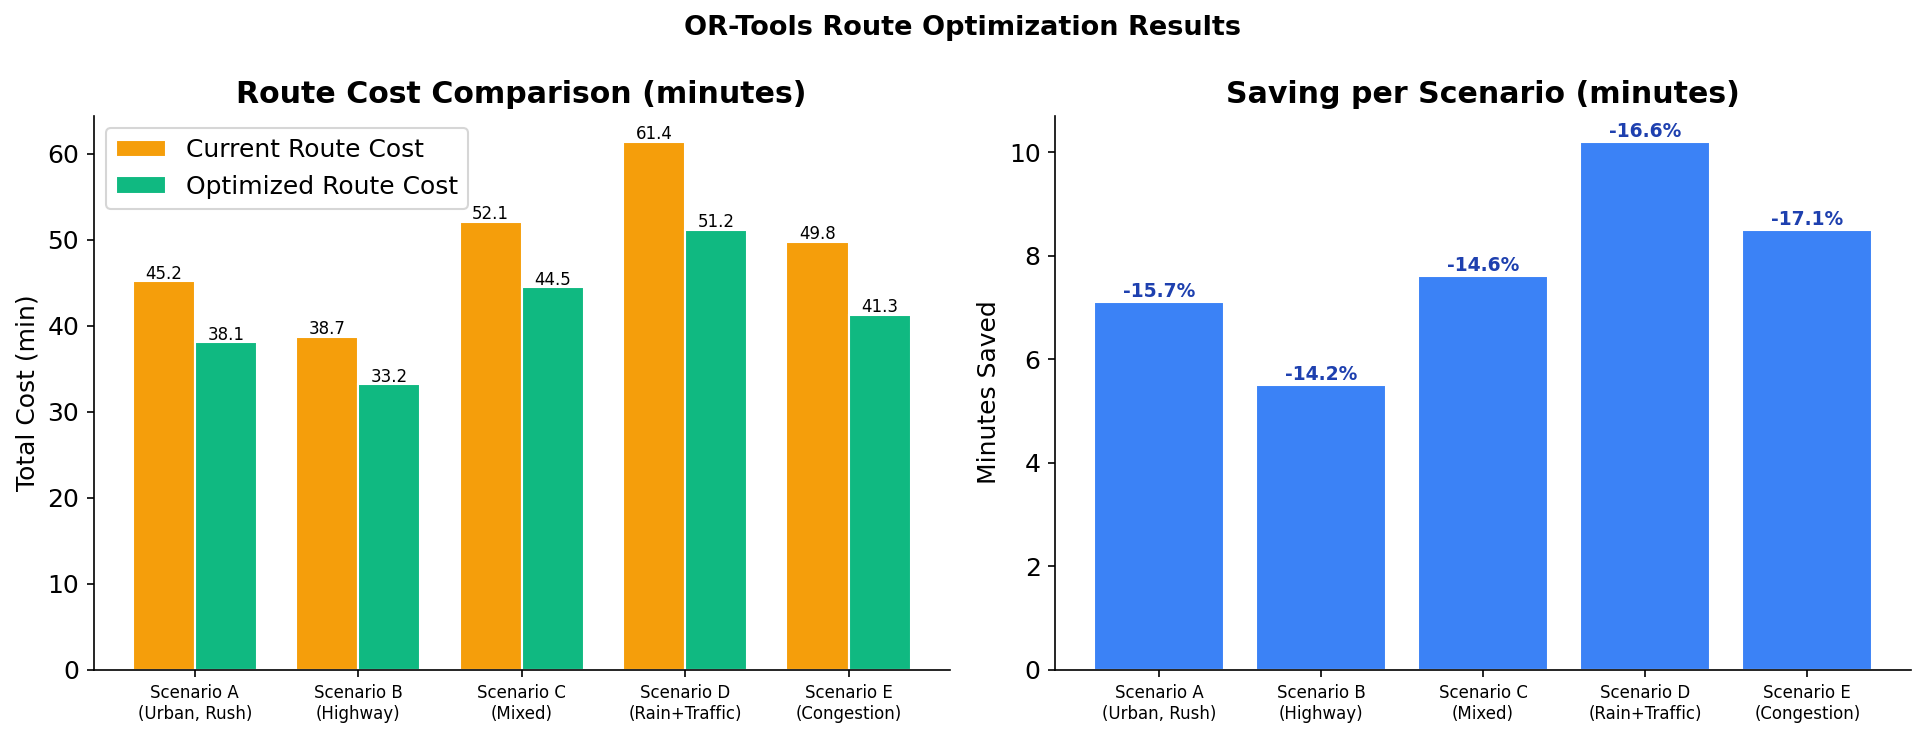 OR-Tools Route Optimization Results
Route Cost Comparison (minutes)
Current Route Cost
Optimized Route Cost
Total Cost (min)
60
50
40
30
20
10
0
45.2
38.1
38.7
33.2
52.1
44.5
61.4
51.2
49.8
41.3
Scenario A
(Urban, Rush)
Scenario B
(Highway)
Scenario C
(Mixed)
Scenario D
(Rain+Traffic)
Scenario E
(Congestion)
Saving per Scenario (minutes)
Minutes Saved
10
8
6
4
2
0
-15.7%
-14.2%
-14.6%
-16.6%
-17.1%
Scenario A
(Urban, Rush)
Scenario B
(Highway)
Scenario C
(Mixed)
Scenario D
(Rain+Traffic)
Scenario E
(Congestion)